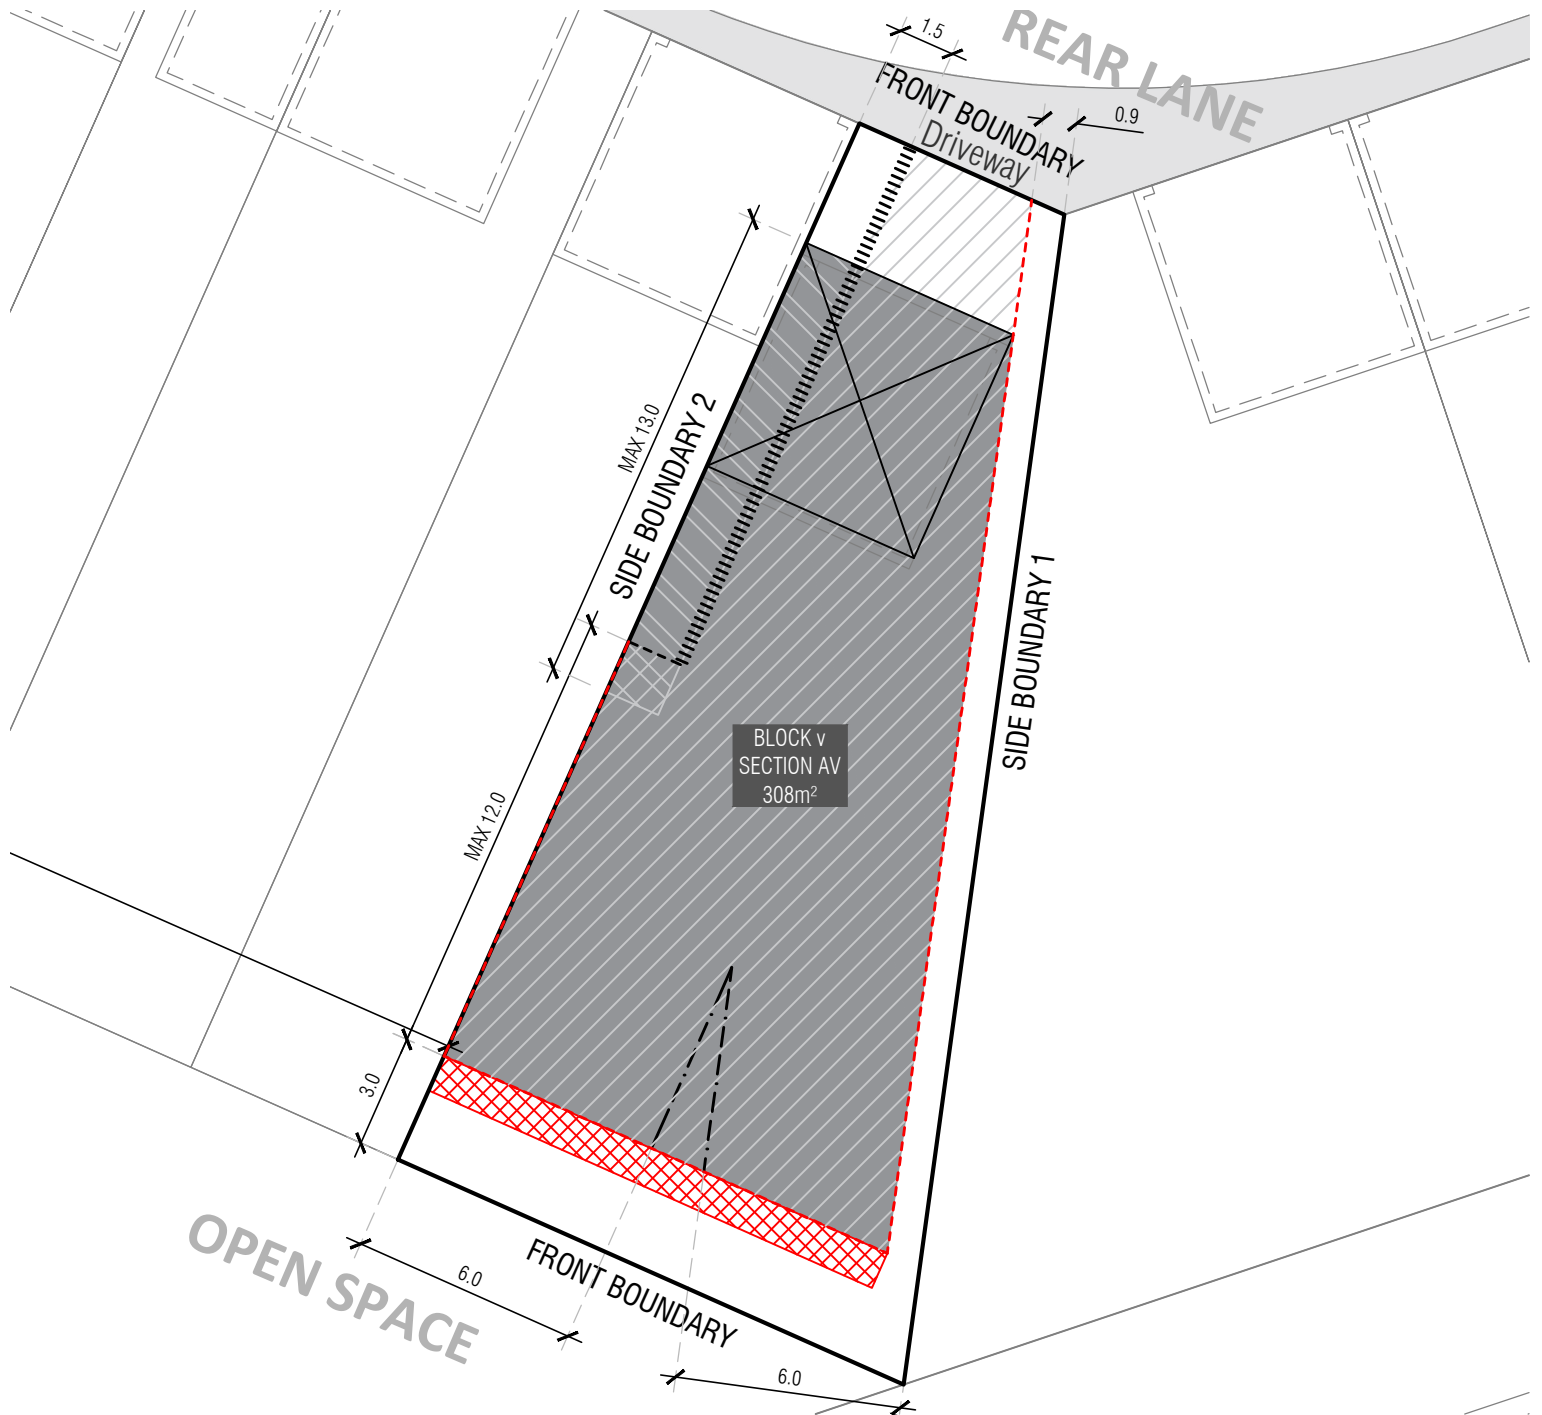 1.5
REAR LANE
FRONT BOUNDARY
Driveway
0.9
MAX 13.0
SIDE BOUNDARY 2
SIDE BOUNDARY 1
BLOCK v
SECTION AV
308m²
MAX 12.0
3.0
OPEN SPACE
6.0
FRONT BOUNDARY
6.0